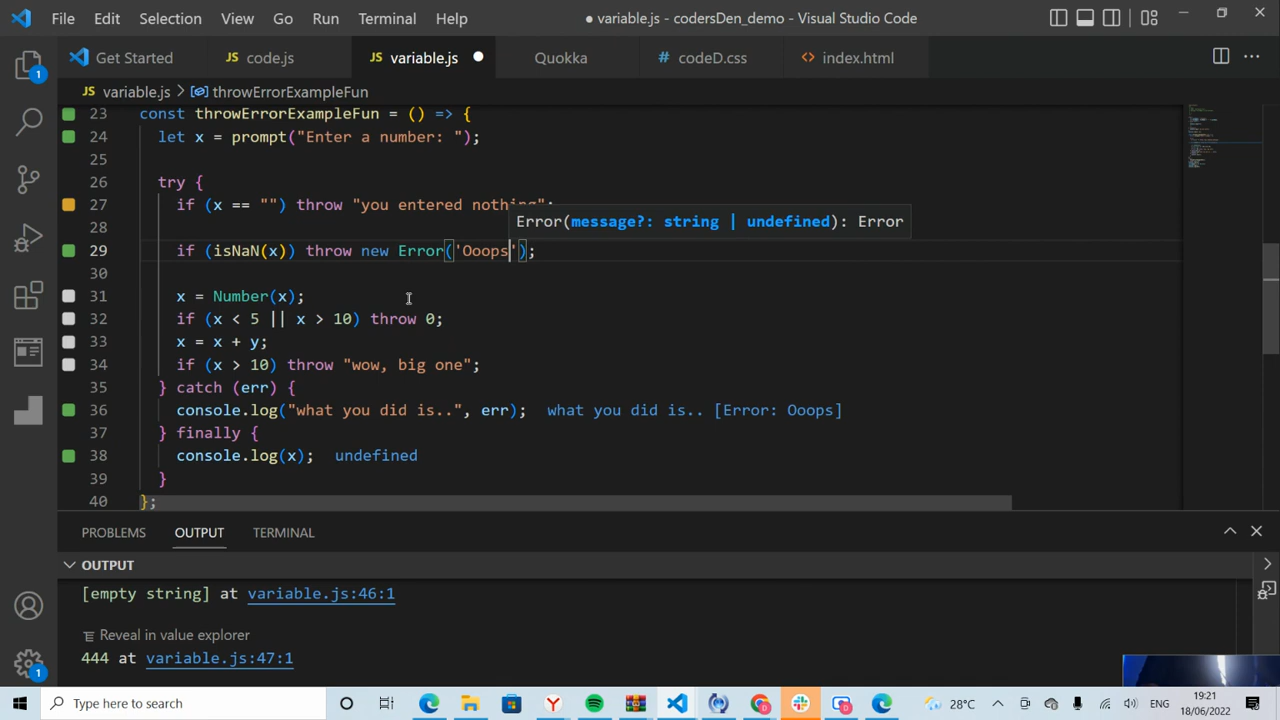 File Edit Selection View Go Run Terminal Help ● variable.js - codersDen_demo - Visual Studio Code
Get Started JS code.js JS variable.js ● Quokka # codeD.css <> index.html
JS variable.js > throwErrorExampleFun
23 const throwErrorExampleFun = () => {
24 let x = prompt("Enter a number: ");
25
26 try {
27 if (x == "") throw "you entered nothing";
Error(message?: string | undefined): Error
29 if (isNaN(x)) throw new Error('Ooops');
30
31 x = Number(x);
32 if (x < 5 || x > 10) throw 0;
33 x = x + y;
34 if (x > 10) throw "wow, big one";
35 } catch (err) {
36 console.log("what you did is..", err); what you did is.. [Error: Ooops]
37 } finally {
38 console.log(x); undefined
39 }
40 };
PROBLEMS OUTPUT TERMINAL
OUTPUT
[empty string] at variable.js:46:1
Reveal in value explorer
444 at variable.js:47:1
1
1
Type here to search
28°C
ENG
19:21
18/06/2022